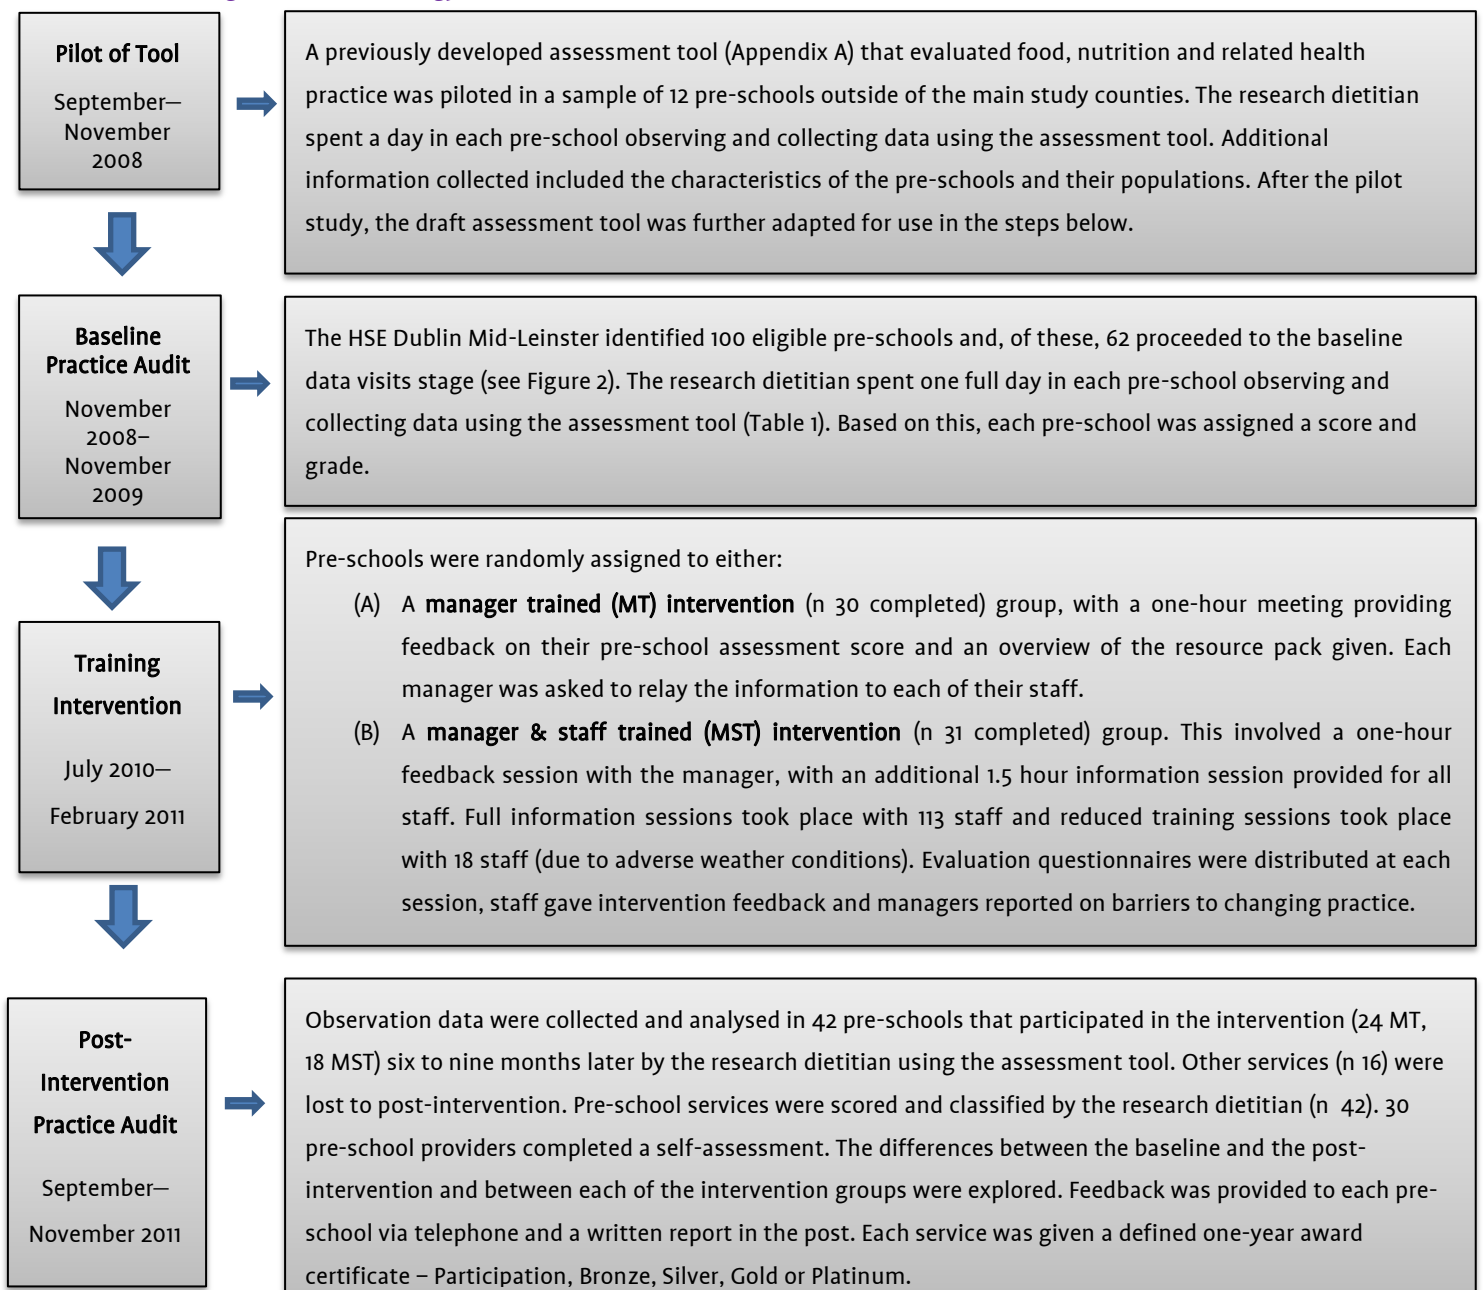 Pilot of Tool
September—
November
2008
A previously developed assessment tool (Appendix A) that evaluated food, nutrition and related health
practice was piloted in a sample of 12 pre-schools outside of the main study counties. The research dietitian
spent a day in each pre-school observing and collecting data using the assessment tool. Additional
information collected included the characteristics of the pre-schools and their populations. After the pilot
study, the draft assessment tool was further adapted for use in the steps below.
Baseline
Practice Audit
November
2008–
November
2009
The HSE Dublin Mid-Leinster identified 100 eligible pre-schools and, of these, 62 proceeded to the baseline
data visits stage (see Figure 2). The research dietitian spent one full day in each pre-school observing and
collecting data using the assessment tool (Table 1). Based on this, each pre-school was assigned a score and
grade.
Training
Intervention
July 2010—
February 2011
Pre-schools were randomly assigned to either:
(A) A manager trained (MT) intervention (n 30 completed) group, with a one-hour meeting providing
feedback on their pre-school assessment score and an overview of the resource pack given. Each
manager was asked to relay the information to each of their staff.
(B) A manager & staff trained (MST) intervention (n 31 completed) group. This involved a one-hour
feedback session with the manager, with an additional 1.5 hour information session provided for all
staff. Full information sessions took place with 113 staff and reduced training sessions took place
with 18 staff (due to adverse weather conditions). Evaluation questionnaires were distributed at each
session, staff gave intervention feedback and managers reported on barriers to changing practice.
Post-
Intervention
Practice Audit
September—
November 2011
Observation data were collected and analysed in 42 pre-schools that participated in the intervention (24 MT,
18 MST) six to nine months later by the research dietitian using the assessment tool. Other services (n 16) were
lost to post-intervention. Pre-school services were scored and classified by the research dietitian (n 42). 30
pre-school providers completed a self-assessment. The differences between the baseline and the post-
intervention and between each of the intervention groups were explored. Feedback was provided to each pre-
school via telephone and a written report in the post. Each service was given a defined one-year award
certificate – Participation, Bronze, Silver, Gold or Platinum.